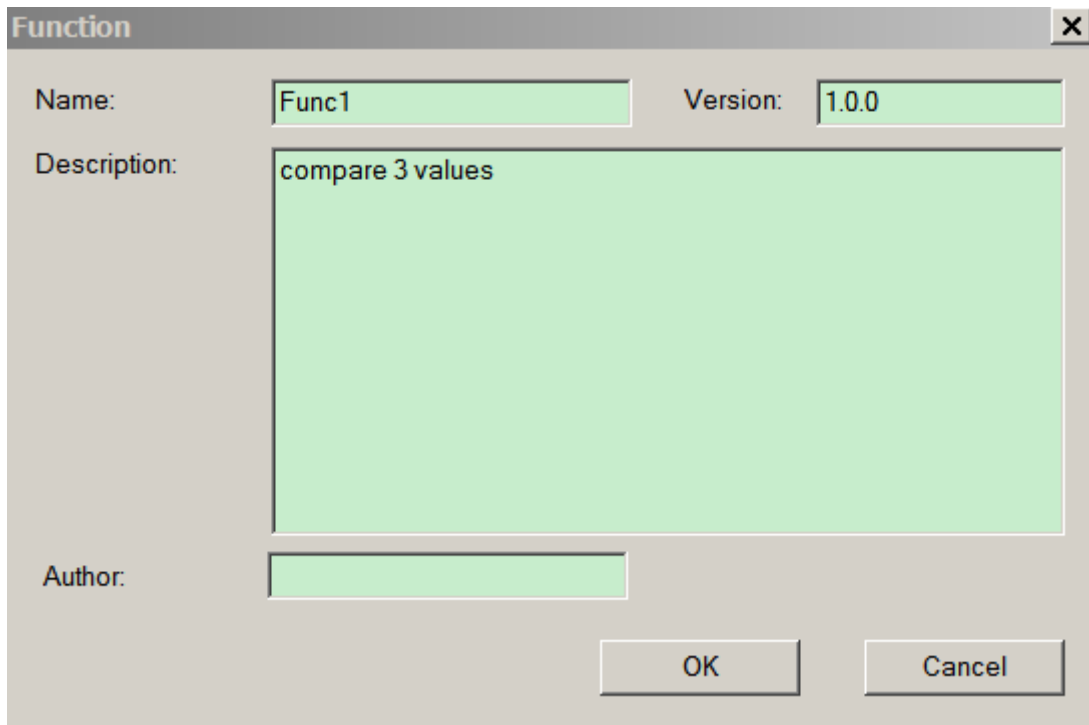 Function
Name: Func1 Version: 1.0.0
Description: compare 3 values
Author:
OK Cancel